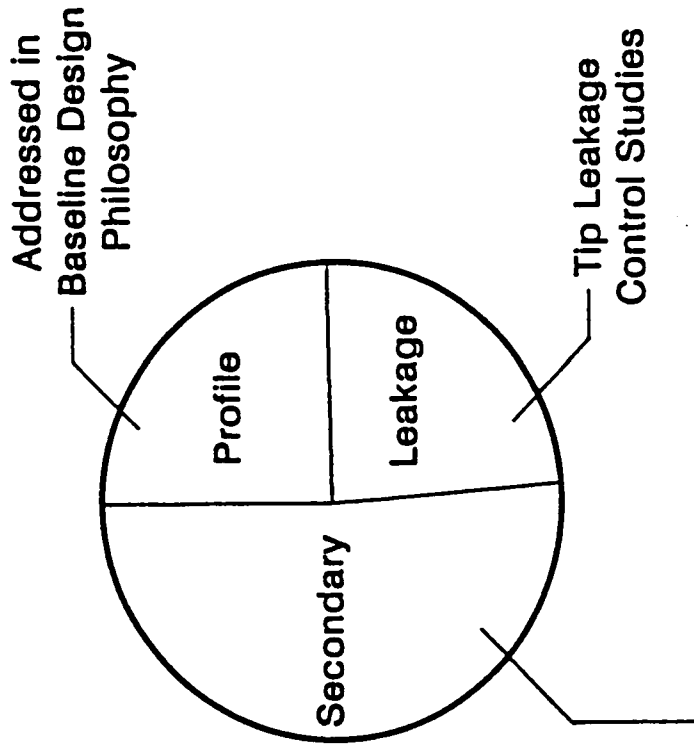 Addressed in
Baseline Design
Philosophy
Profile
Secondary
Leakage
Tip Leakage
Control Studies